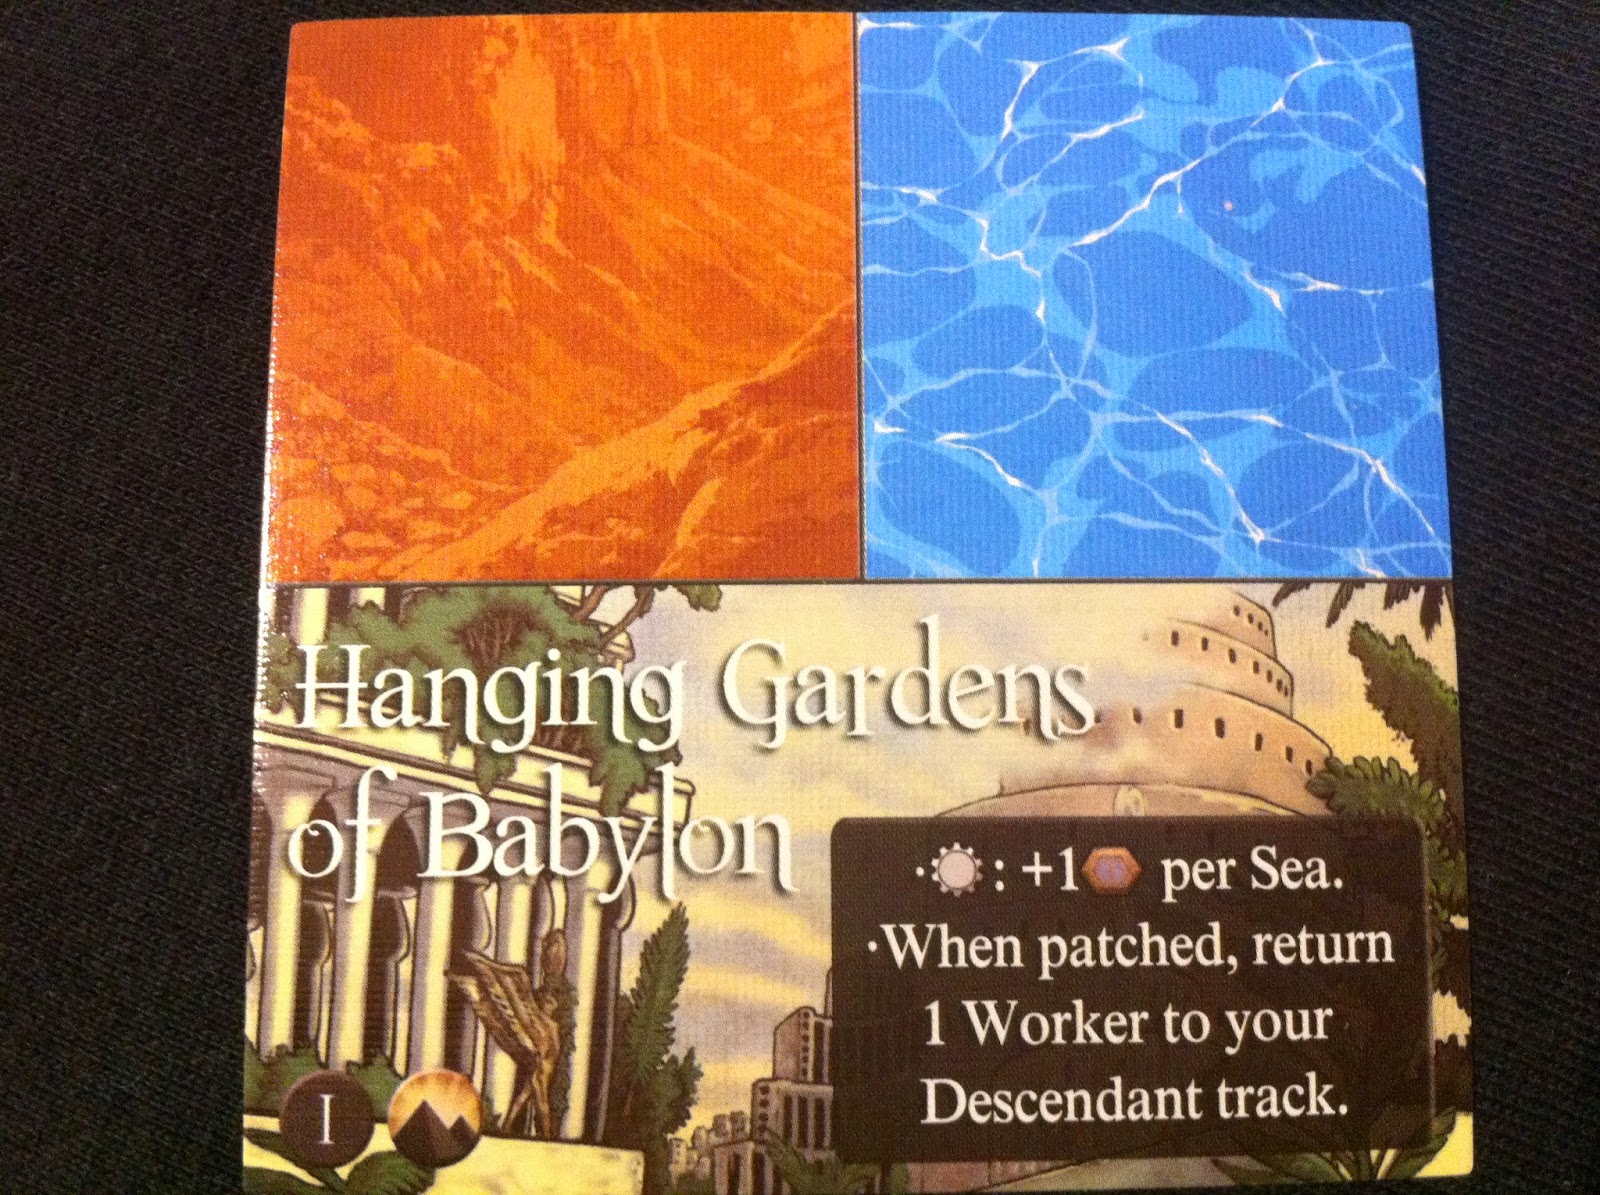 Hanging Gardens
of Babylon
· : +1 per Sea.
·When patched, return
1 Worker to your
Descendant track.
I